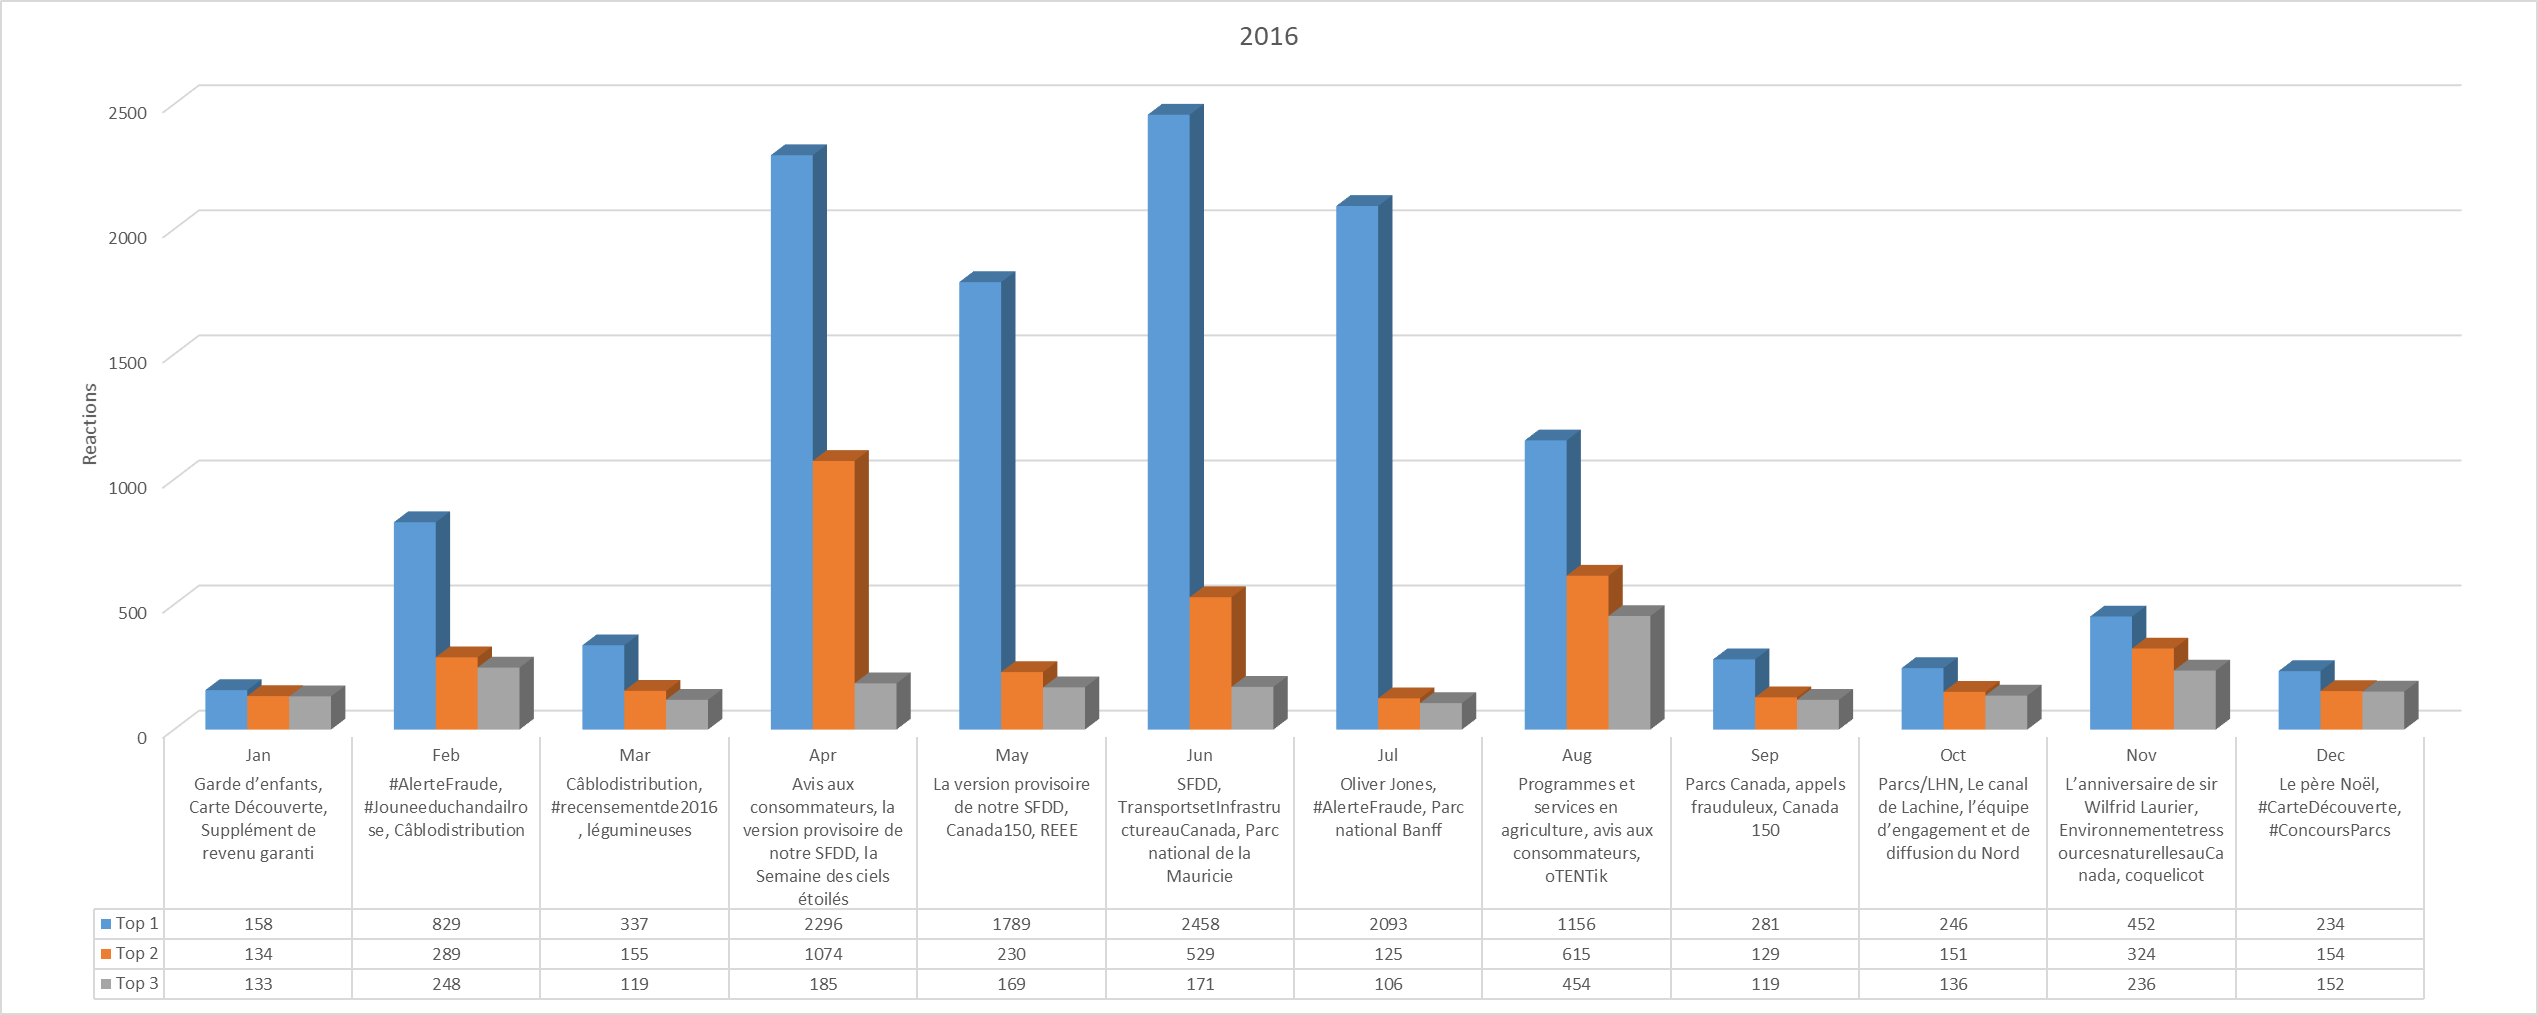 2016
Reactions
2500
2000
1500
1000
500
0
Jan
Garde d’enfants,
Carte Découverte,
Supplément de
revenu garanti
Feb
#AlerteFraude,
#Jouneeduchandailro
se, Câblodistribution
Mar
Câblodistribution,
#recensementde2016
, légumineuses
Apr
Avis aux
consommateurs, la
version provisoire de
notre SFDD, la
Semaine des ciels
étoilés
May
La version provisoire
de notre SFDD,
Canada150, REEE
Jun
SFDD,
TransportsetInfrastru
ctureauCanada, Parc
national de la
Mauricie
Jul
Oliver Jones,
#AlerteFraude, Parc
national Banff
Aug
Programmes et
services en
agriculture, avis aux
consommateurs,
oTENTik
Sep
Parcs Canada, appels
frauduleux, Canada
150
Oct
Parcs/LHN, Le canal
de Lachine, l’équipe
d’engagement et de
diffusion du Nord
Nov
L’anniversaire de sir
Wilfrid Laurier,
Environnementetress
ourcesnaturellesauCa
nada, coquelicot
Dec
Le père Noël,
#CarteDécouverte,
#ConcoursParcs
Top 1 158 829 337 2296 1789 2458 2093 1156 281 246 452 234
Top 2 134 289 155 1074 230 529 125 615 129 151 324 154
Top 3 133 248 119 185 169 171 106 454 119 136 236 152